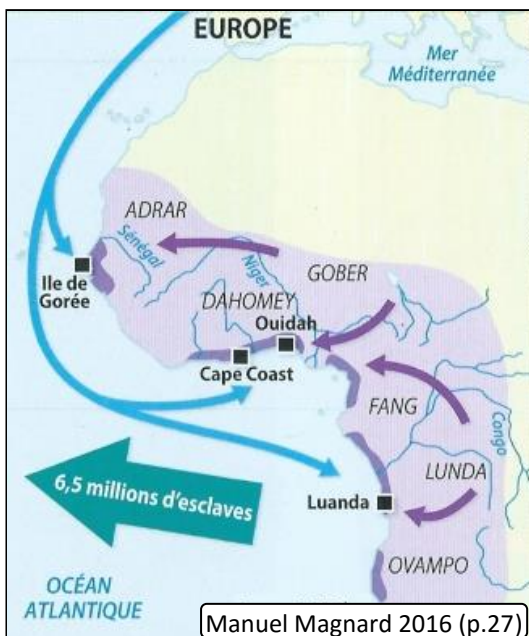 EUROPE
Mer
Méditerranée
ADRAR
Sénégal
Niger
GOBER
Ile de
Gorée
DAHOMEY
Ouidah
Cape Coast
FANG
Congo
LUNDA
6,5 millions d'esclaves
Luanda
OVAMPO
OCÉAN
ATLANTIQUE
Manuel Magnard 2016 (p.27)